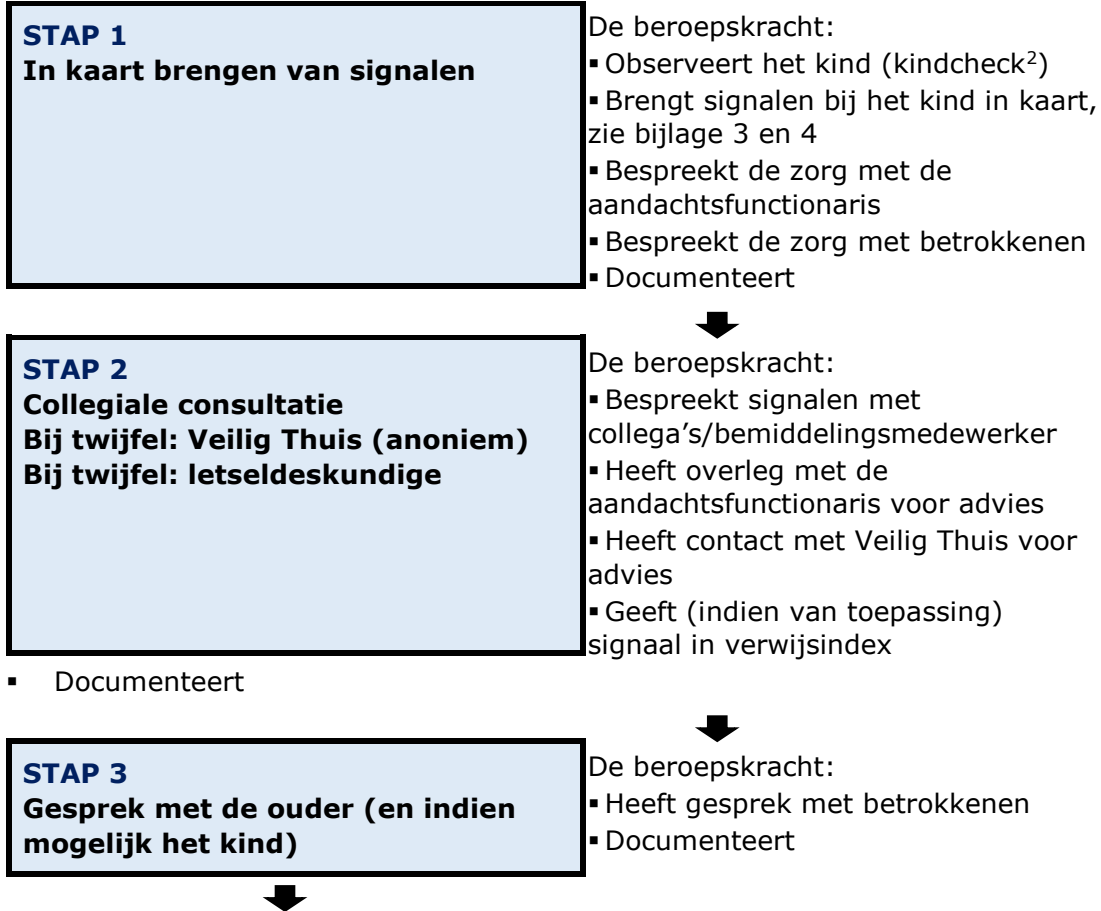 STAP 1
In kaart brengen van signalen
De beroepskracht:
▪ Observeert het kind (kindcheck²)
▪ Brengt signalen bij het kind in kaart,
zie bijlage 3 en 4
▪ Bespreekt de zorg met de
aandachtsfunctionaris
▪ Bespreekt de zorg met betrokkenen
▪ Documenteert
STAP 2
Collegiale consultatie
Bij twijfel: Veilig Thuis (anoniem)
Bij twijfel: letseldeskundige
De beroepskracht:
▪ Bespreekt signalen met
collega's/bemiddelingsmedewerker
▪ Heeft overleg met de
aandachtsfunctionaris voor advies
▪ Heeft contact met Veilig Thuis voor
advies
▪ Geeft (indien van toepassing)
signaal in verwijsindex
▪ Documenteert
STAP 3
Gesprek met de ouder (en indien
mogelijk het kind)
De beroepskracht:
▪ Heeft gesprek met betrokkenen
▪ Documenteert